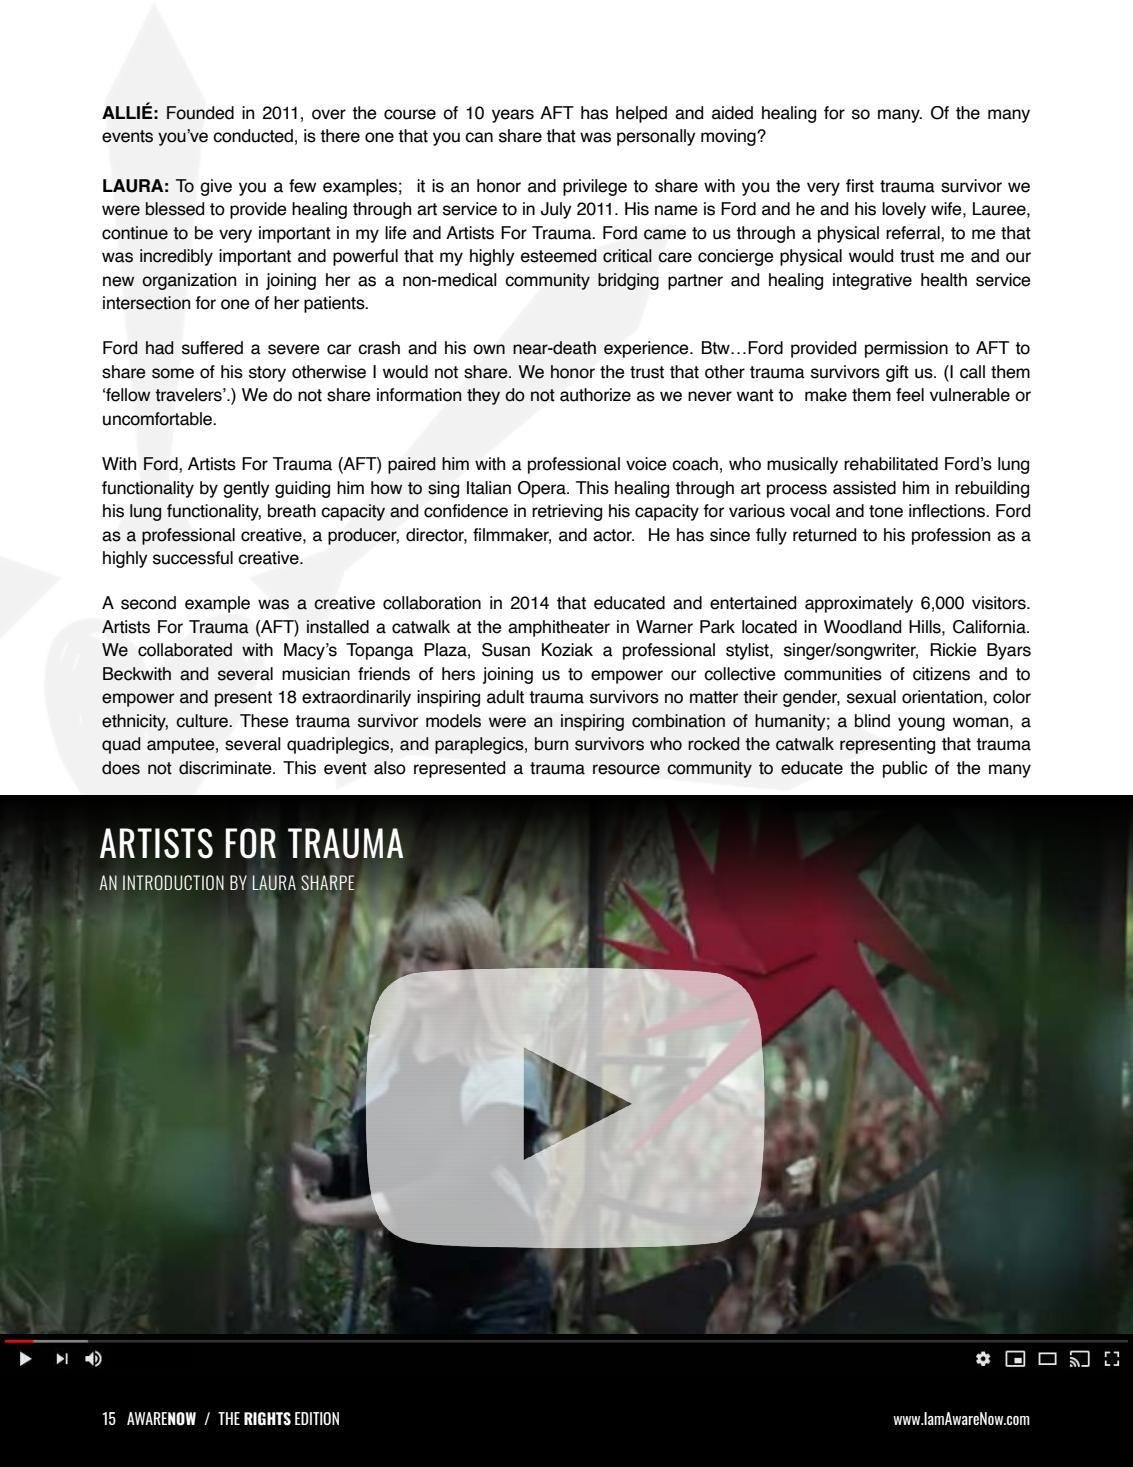 ALLIÉ: Founded in 2011, over the course of 10 years AFT has helped and aided healing for so many. Of the many
events you’ve conducted, is there one that you can share that was personally moving?
LAURA: To give you a few examples;  it is an honor and privilege to share with you the very first trauma survivor we
were blessed to provide healing through art service to in July 2011. His name is Ford and he and his lovely wife, Lauree,
continue to be very important in my life and Artists For Trauma. Ford came to us through a physical referral, to me that
was incredibly important and powerful that my highly esteemed critical care concierge physical would trust me and our
new organization in joining her as a non-medical community bridging partner and healing integrative health service
intersection for one of her patients.
Ford had suffered a severe car crash and his own near-death experience. Btw…Ford provided permission to AFT to
share some of his story otherwise I would not share. We honor the trust that other trauma survivors gift us. (I call them
‘fellow travelers’.) We do not share information they do not authorize as we never want to  make them feel vulnerable or
uncomfortable.
With Ford, Artists For Trauma (AFT) paired him with a professional voice coach, who musically rehabilitated Ford’s lung
functionality by gently guiding him how to sing Italian Opera. This healing through art process assisted him in rebuilding
his lung functionality, breath capacity and confidence in retrieving his capacity for various vocal and tone inflections. Ford
as a professional creative, a producer, director, filmmaker, and actor.  He has since fully returned to his profession as a
highly successful creative.
A second example was a creative collaboration in 2014 that educated and entertained approximately 6,000 visitors.
Artists For Trauma (AFT) installed a catwalk at the amphitheater in Warner Park located in Woodland Hills, California.
We collaborated with Macy’s Topanga Plaza, Susan Koziak a professional stylist, singer/songwriter, Rickie Byars
Beckwith and several musician friends of hers joining us to empower our collective communities of citizens and to
empower and present 18 extraordinarily inspiring adult trauma survivors no matter their gender, sexual orientation, color
ethnicity, culture. These trauma survivor models were an inspiring combination of humanity; a blind young woman, a
quad amputee, several quadriplegics, and paraplegics, burn survivors who rocked the catwalk representing that trauma
does not discriminate. This event also represented a trauma resource community to educate the public of the many
ARTISTS FOR TRAUMA
AN INTRODUCTION BY LAURA SHARPE
15 AWARENOW / THE RIGHTS EDITION
www.IamAwareNow.com